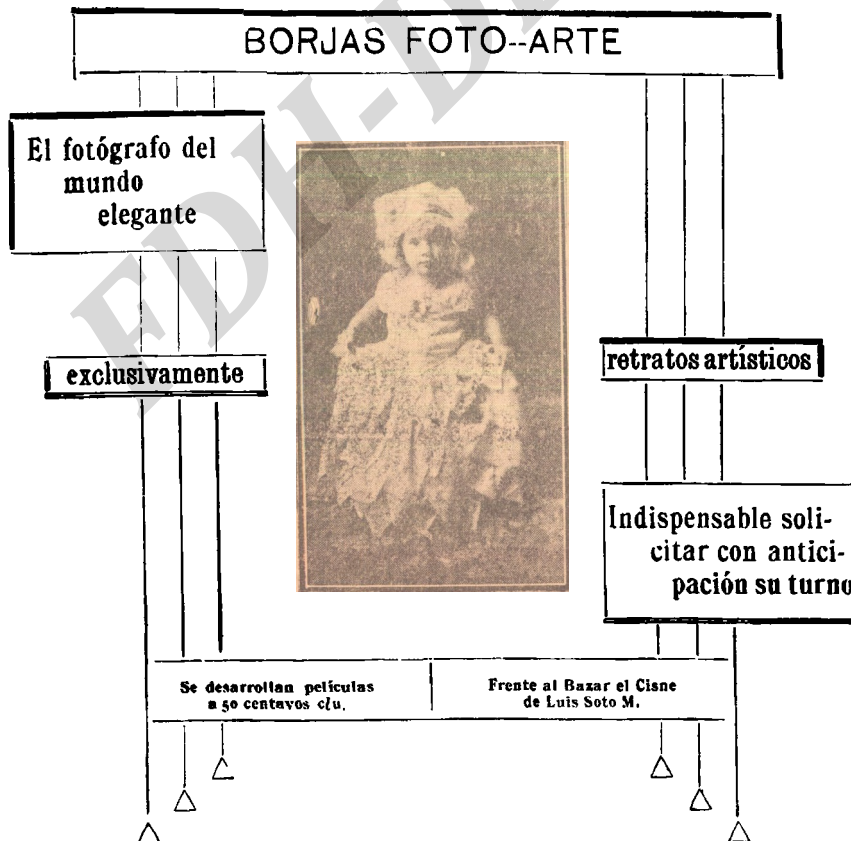 BORJAS FOTO--ARTE
El fotógrafo del
mundo
elegante
exclusivamente
retratos artísticos
Indispensable soli-
citar con antici-
pación su turno
Se desarrollan películas
a 50 centavos c/u.
Frente al Bazar el Cisne
de Luis Soto M.